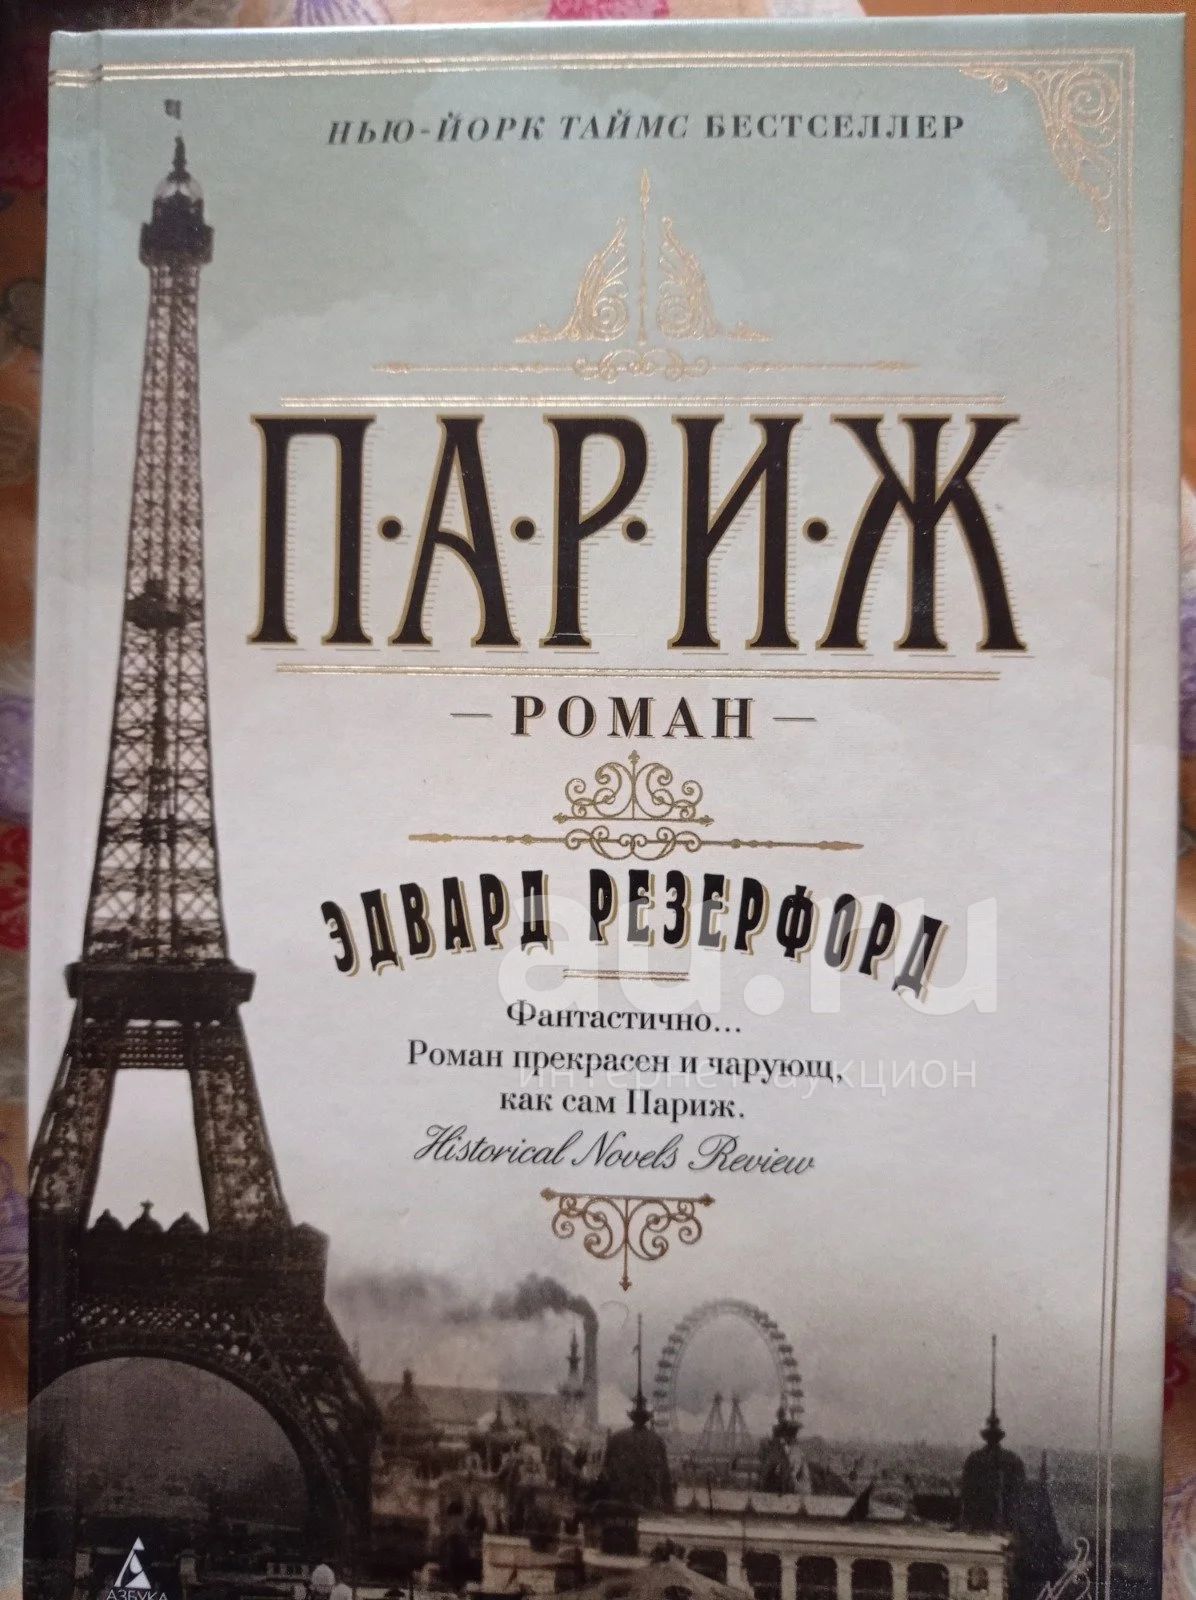 НЬЮ-ЙОРК ТАЙМС БЕСТСЕЛЛЕР
П·А·Р·И·Ж
— РОМАН —
ЭДВАРД РЕЗЕРФОРД
au.ru
Фантастично...
Роман прекрасен и чарующ,
интернет-аукцион
как сам Париж.
Historical Novels Review
АЗБУКА